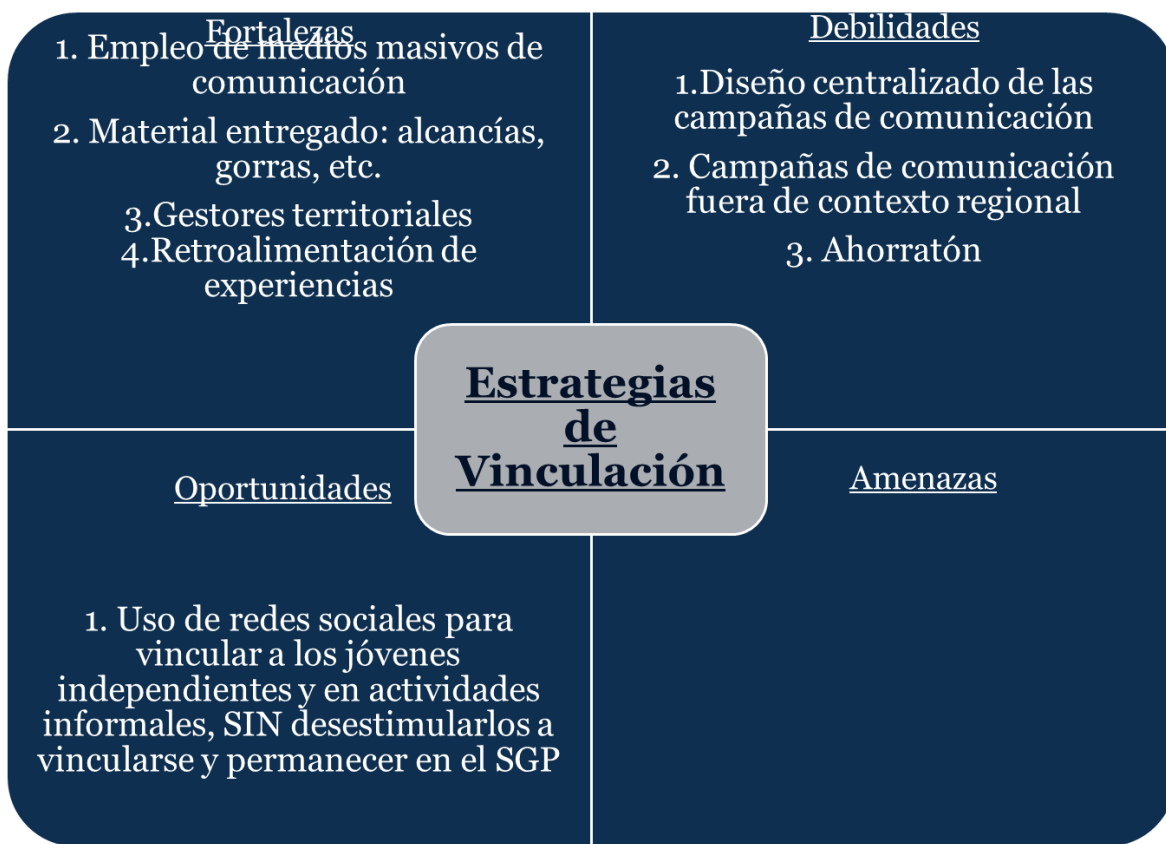 Fortalezas
1. Empleo de medios masivos de
comunicación
2. Material entregado: alcancías,
gorras, etc.
3.Gestores territoriales
4.Retroalimentación de
experiencias
Debilidades
1.Diseño centralizado de las
campañas de comunicación
2. Campañas de comunicación
fuera de contexto regional
3. Ahorratón
Estrategias
de
Vinculación
Oportunidades
1. Uso de redes sociales para
vincular a los jóvenes
independientes y en actividades
informales, SIN desestimularlos a
vincularse y permanecer en el SGP
Amenazas